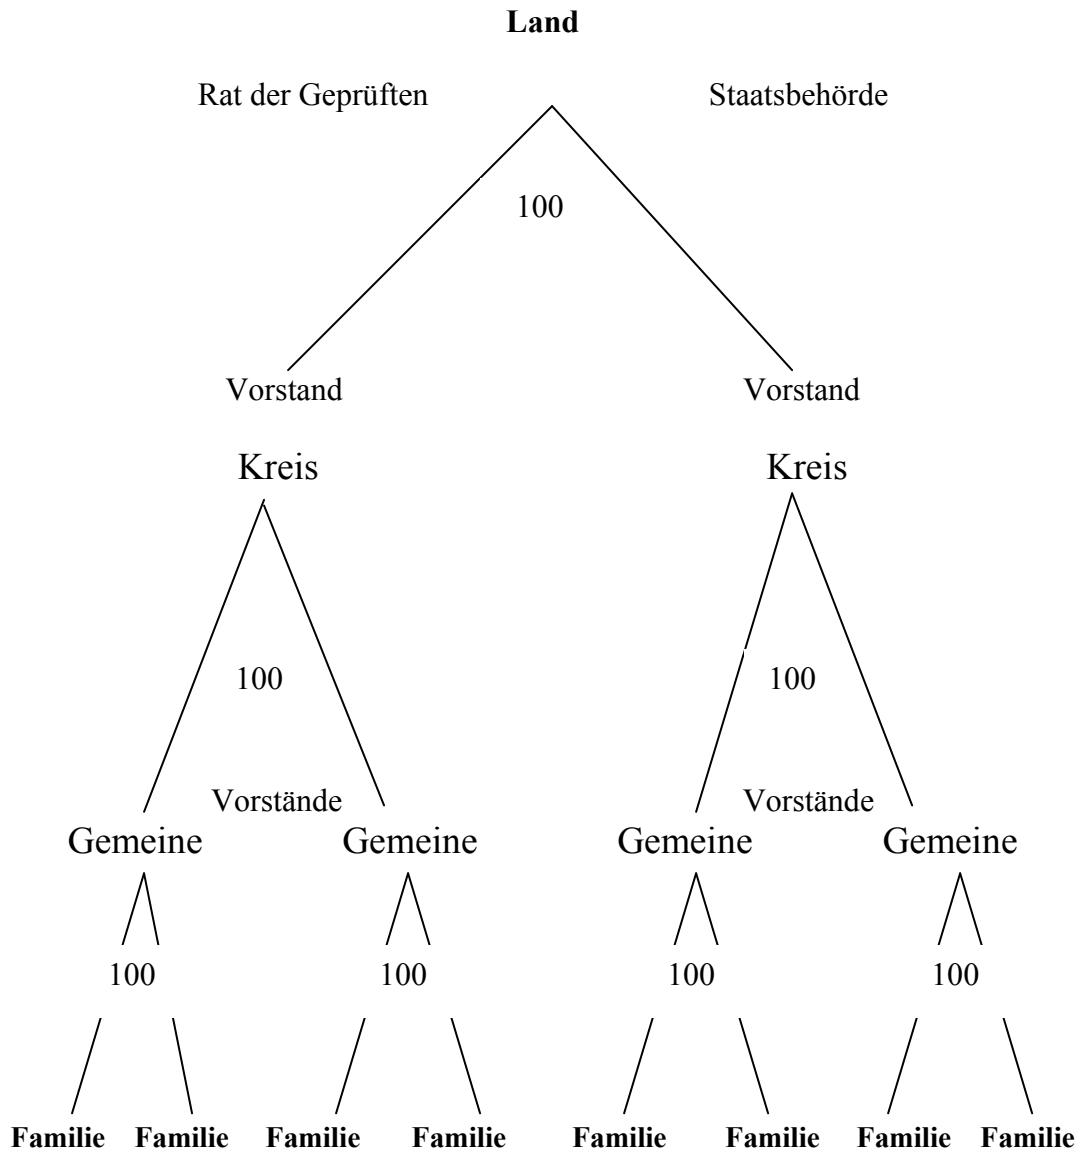 Land
Rat der Geprüften Staatsbehörde
100
Vorstand Vorstand
Kreis Kreis
100 100
Vorstände Vorstände
Gemeine Gemeine Gemeine Gemeine
100 100 100 100
Familie Familie Familie Familie Familie Familie Familie Familie